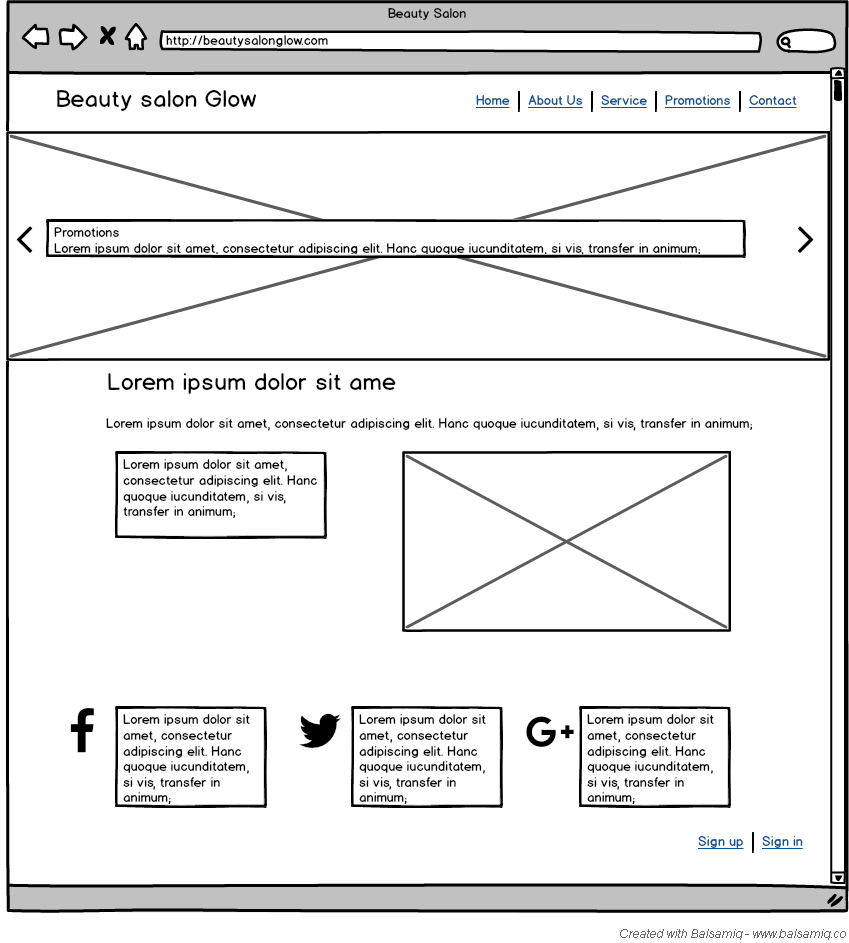 Beauty Salon
http://beautysalonglow.com
Beauty salon Glow
Home
About Us
Service
Promotions
Contact
Promotions
Lorem ipsum dolor sit amet, consectetur adipiscing elit. Hanc quoque iucunditatem, si vis, transfer in animum;
Lorem ipsum dolor sit ame
Lorem ipsum dolor sit amet, consectetur adipiscing elit. Hanc quoque iucunditatem, si vis, transfer in animum;
Lorem ipsum dolor sit amet,
consectetur adipiscing elit. Hanc
quoque iucunditatem, si vis,
transfer in animum;
Lorem ipsum dolor sit
amet, consectetur
adipiscing elit. Hanc
quoque iucunditatem,
si vis, transfer in
animum;
Lorem ipsum dolor sit
amet, consectetur
adipiscing elit. Hanc
quoque iucunditatem,
si vis, transfer in
animum;
G+
Lorem ipsum dolor sit
amet, consectetur
adipiscing elit. Hanc
quoque iucunditatem,
si vis, transfer in
animum;
Sign up
Sign in
Created with Balsamiq - www.balsamiq.co